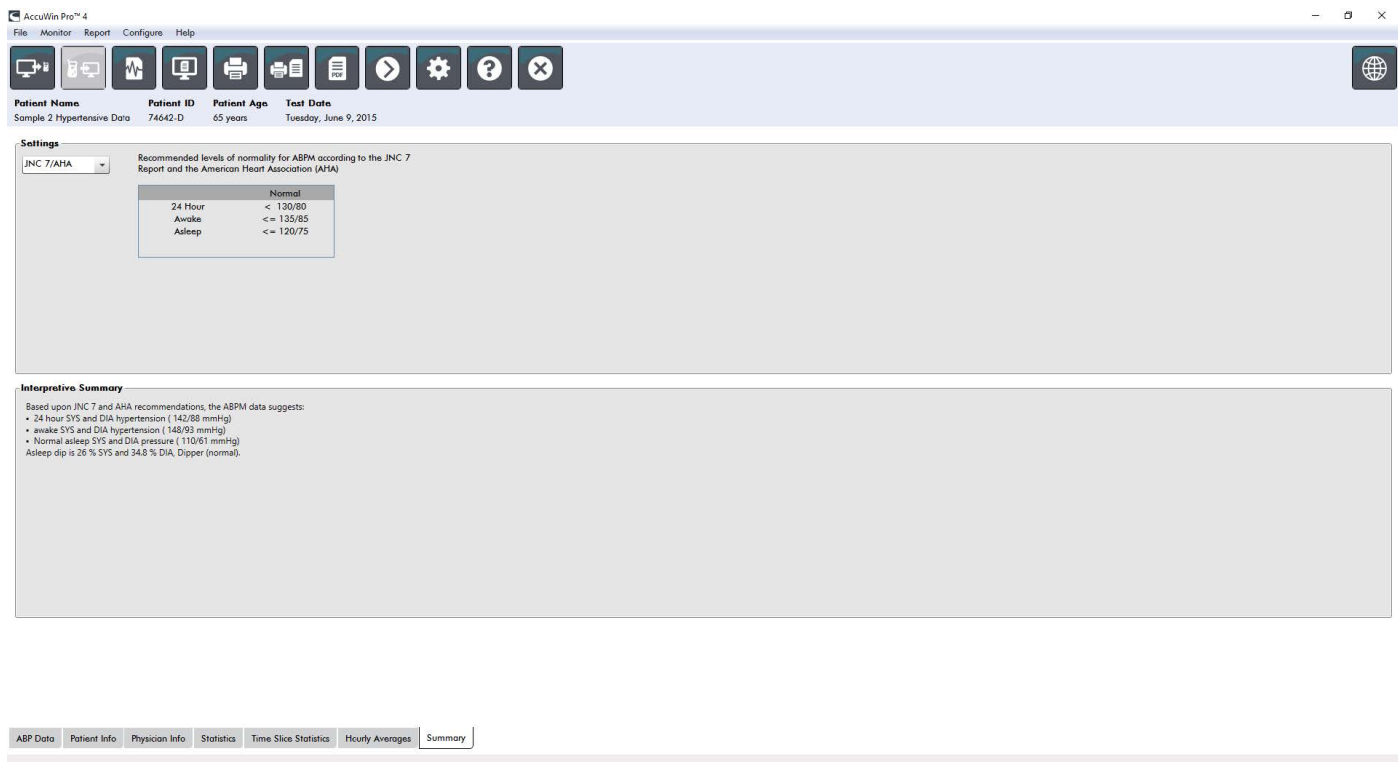 AccuWin Pro™ 4
File Monitor Report Configure Help
PDF
Patient Name Patient ID Patient Age Test Date
Sample 2 Hypertensive Data 74642-D 65 years Tuesday, June 9, 2015
Settings
JNC 7/AHA
Recommended levels of normality for ABPM according to the JNC 7
Report and the American Heart Association (AHA)
Normal
24 Hour < 130/80
Awake <= 135/85
Asleep <= 120/75
Interpretive Summary
Based upon JNC 7 and AHA recommendations, the ABPM data suggests:
• 24 hour SYS and DIA hypertension ( 142/88 mmHg)
• awake SYS and DIA hypertension ( 148/93 mmHg)
• Normal asleep SYS and DIA pressure ( 110/61 mmHg)
Asleep dip is 26 % SYS and 34.8 % DIA, Dipper (normal).
ABP Data Patient Info Physician Info Statistics Time Slice Statistics Hourly Averages Summary